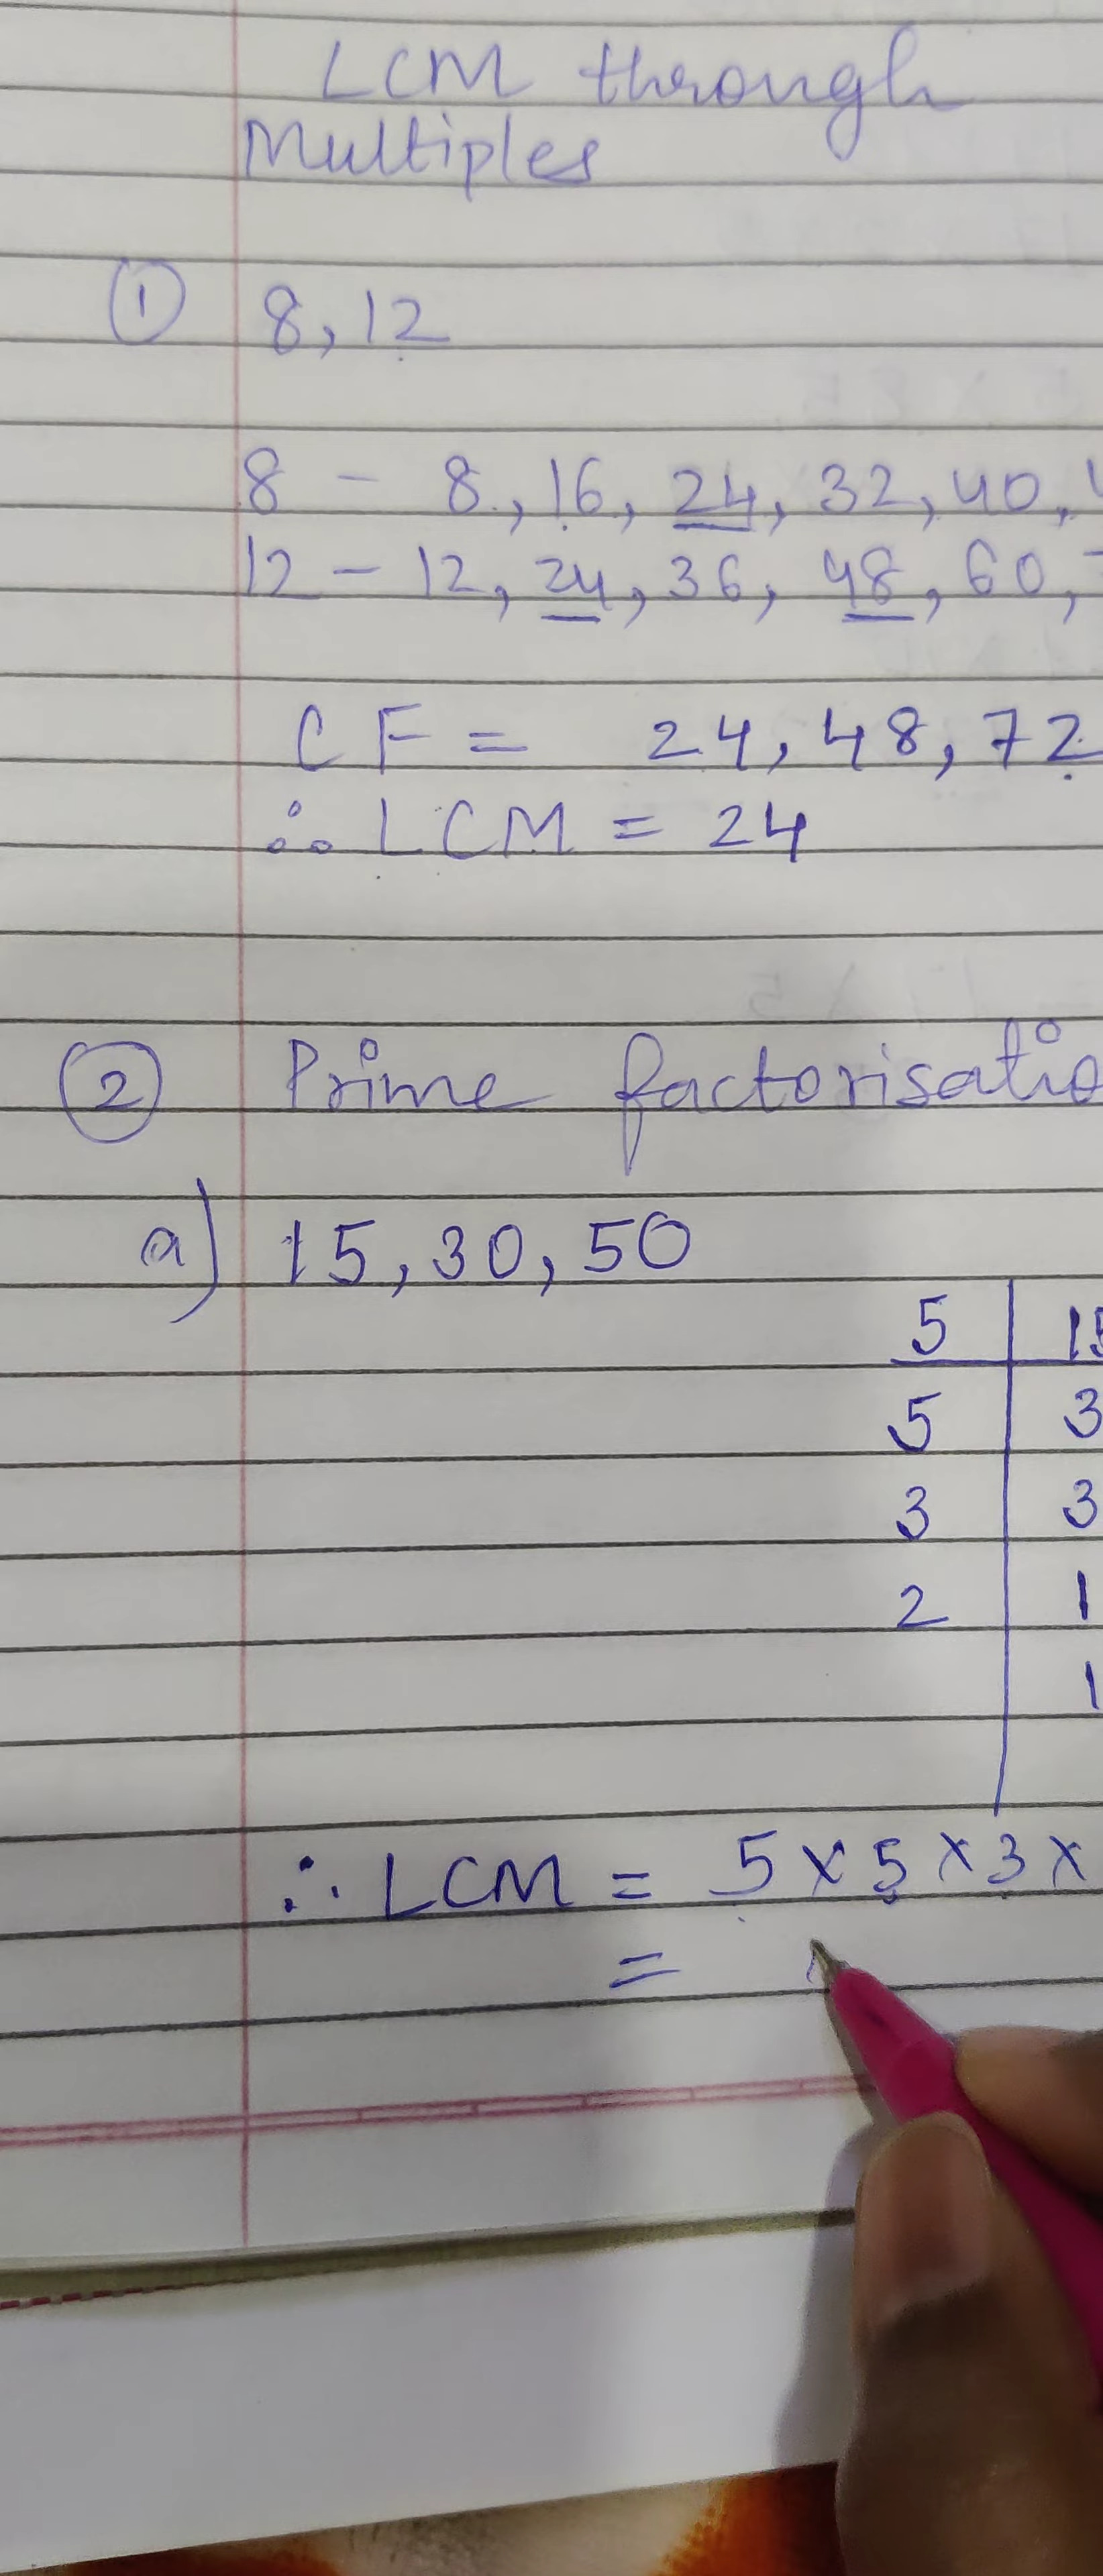 LCM through
Multiples
① 8, 12
8 - 8, 16, 24, 32, 40,
12 - 12, 24, 36, 48, 60,
CF = 24, 48, 72
∴ LCM = 24
② Prime factorisatio
a) 15, 30, 50
5 | 15
5 | 3
3 | 3
2 | 1
| 1
∴ LCM = 5 x 5 x 3 x
=